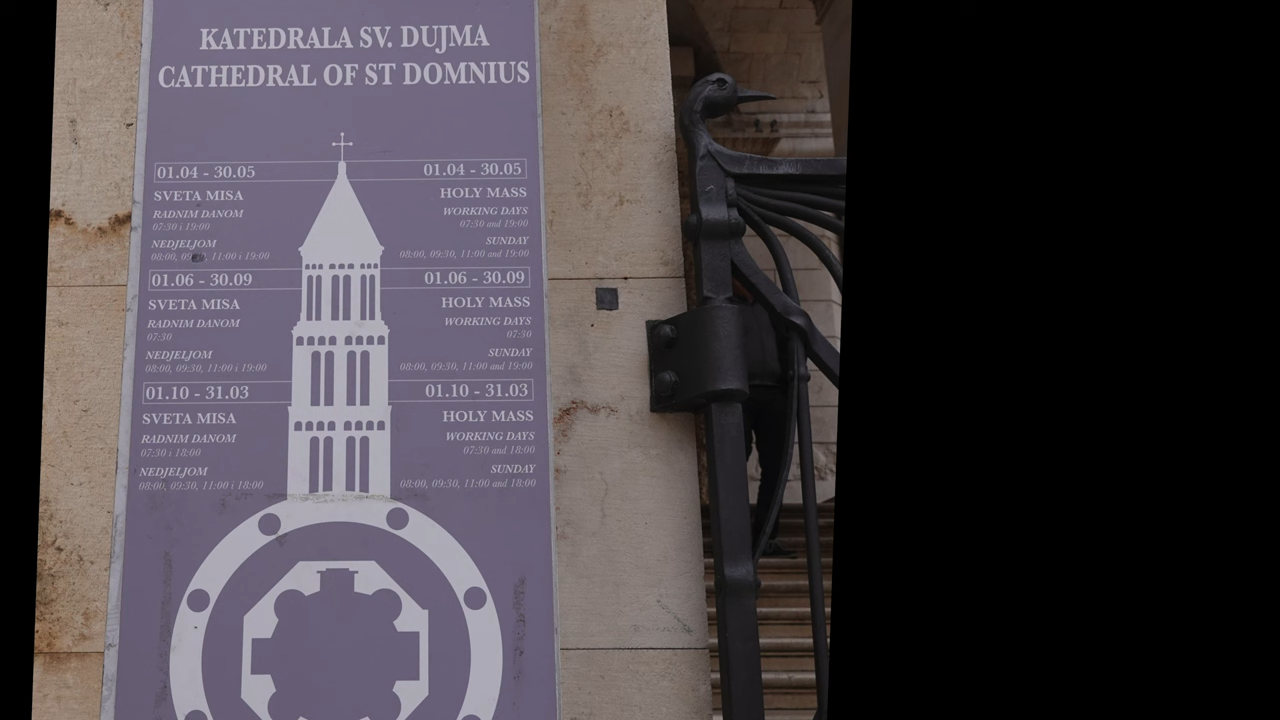 KATEDRALA SV. DUJMA
CATHEDRAL OF ST DOMNIUS
01.04 - 30.05
SVETA MISA
RADNIM DANOM
07:30 i 19:00
NEDJELJOM
08:00, 09:30, 11:00 i 19:00
01.04 - 30.05
HOLY MASS
WORKING DAYS
07:30 and 19:00
SUNDAY
08:00, 09:30, 11:00 and 19:00
01.06 - 30.09
SVETA MISA
RADNIM DANOM
07:30
NEDJELJOM
08:00, 09:30, 11:00 i 19:00
01.06 - 30.09
HOLY MASS
WORKING DAYS
07:30
SUNDAY
08:00, 09:30, 11:00 and 19:00
01.10 - 31.03
SVETA MISA
RADNIM DANOM
07:30 i 18:00
NEDJELJOM
08:00, 09:30, 11:00 i 18:00
01.10 - 31.03
HOLY MASS
WORKING DAYS
07:30 and 18:00
SUNDAY
08:00, 09:30, 11:00 and 18:00